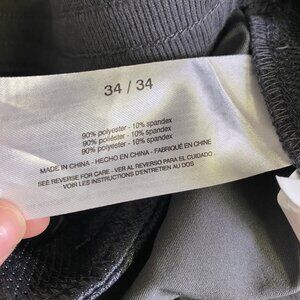 34 / 34
90% polyester - 10% spandex
90% polyester - 10% spandex
90% polyester - 10% spandex
MADE IN CHINA - HECHO EN CHINA - FABRIQUÉ EN CHINE
SEE REVERSE FOR CARE - VER AL REVERSO PARA EL CUIDADO
VOIR LES INSTRUCTIONS D'ENTRETIEN AU DOS